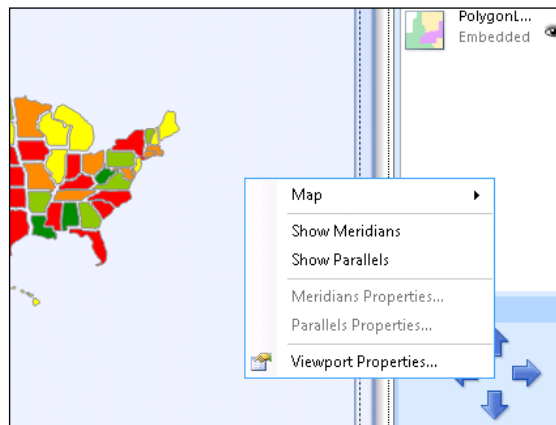 PolygonL...
Embedded
Map
Show Meridians
Show Parallels
Meridians Properties...
Parallels Properties...
Viewport Properties...